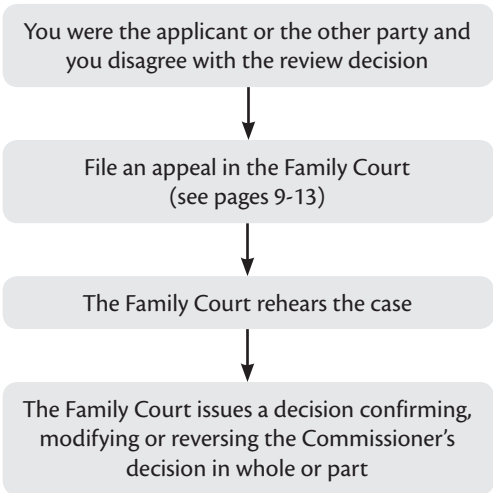 You were the applicant or the other party and
you disagree with the review decision
File an appeal in the Family Court
(see pages 9-13)
The Family Court rehears the case
The Family Court issues a decision confirming,
modifying or reversing the Commissioner’s
decision in whole or part